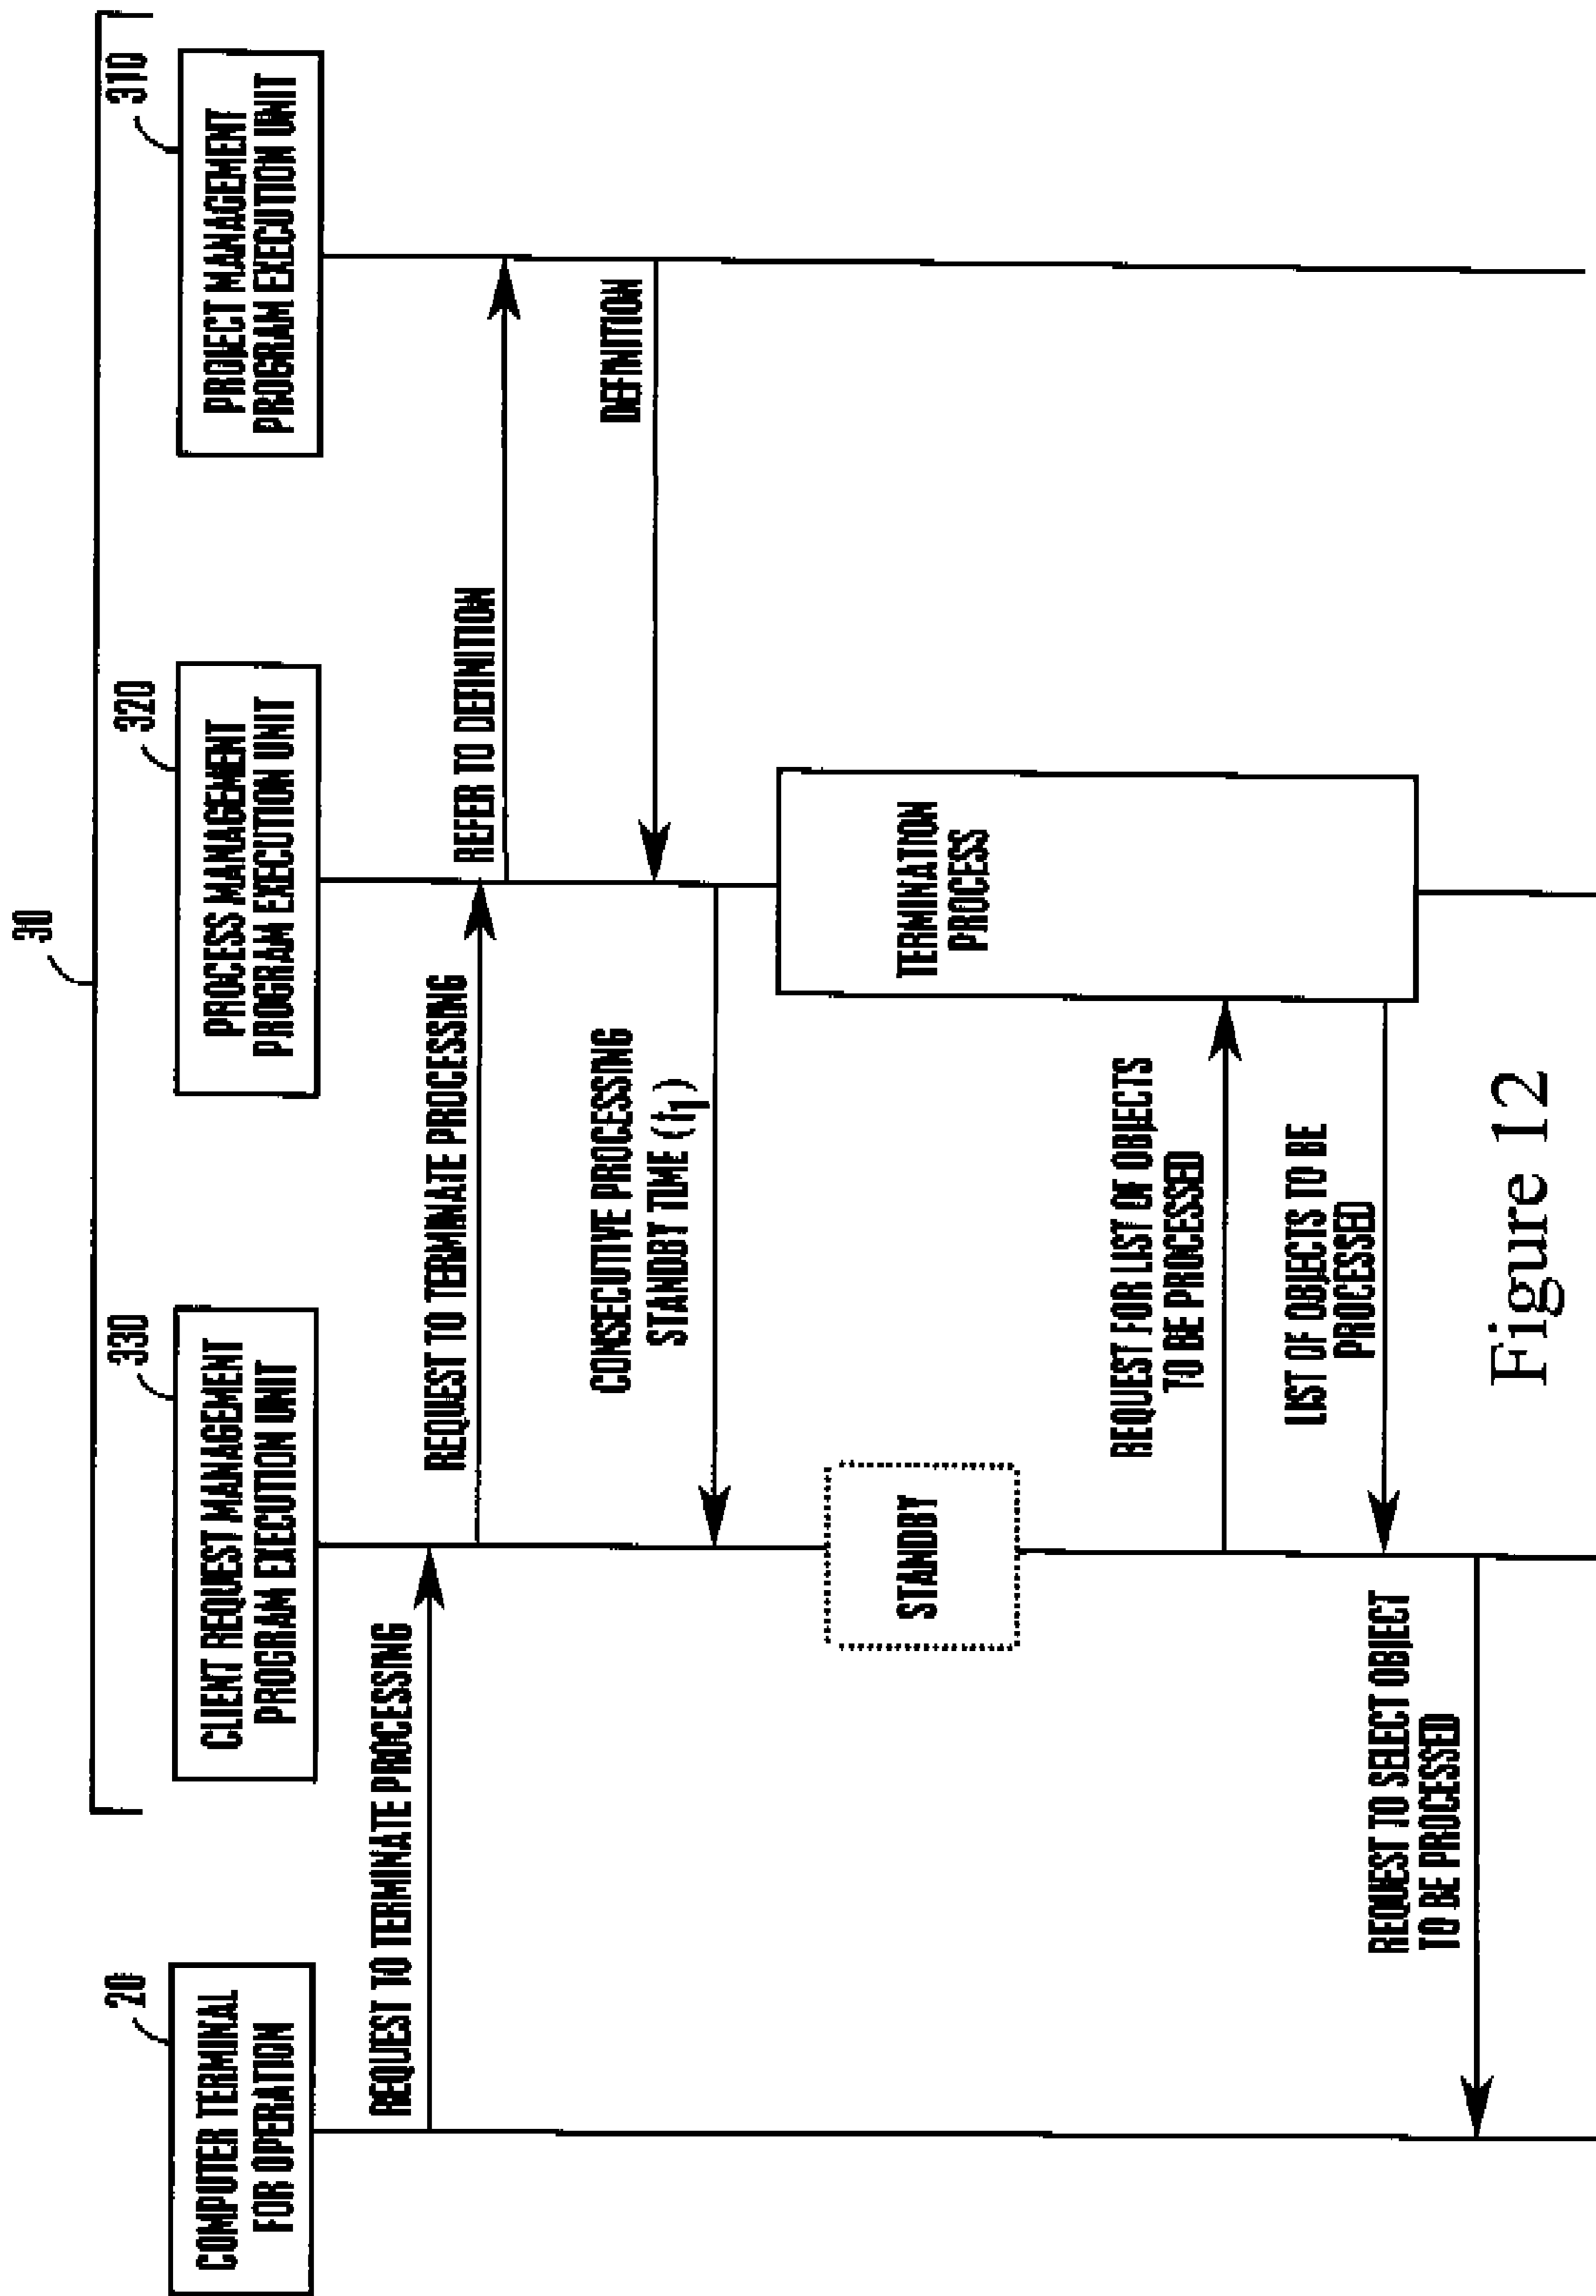 30
20
COMPUTER TERMINAL
FOR OPERATION
330
CLIENT REQUEST MANAGEMENT
PROGRAM EXECUTION UNIT
320
PROCESS MANAGEMENT
PROGRAM EXECUTION UNIT
310
PROJECT MANAGEMENT
PROGRAM EXECUTION UNIT
REQUEST TO TERMINATE PROCESSING
REQUEST TO TERMINATE PROCESSING
REFER TO DEFINITION
DEFINITION
CONSECUTIVE PROCESSING
STANDBY TIME (t₁)
STANDBY
TERMINATION
PROCESS
REQUEST FOR LIST OF OBJECTS
TO BE PROCESSED
LIST OF OBJECTS TO BE
PROCESSED
REQUEST TO SELECT OBJECT
TO BE PROCESSED
Figure 12